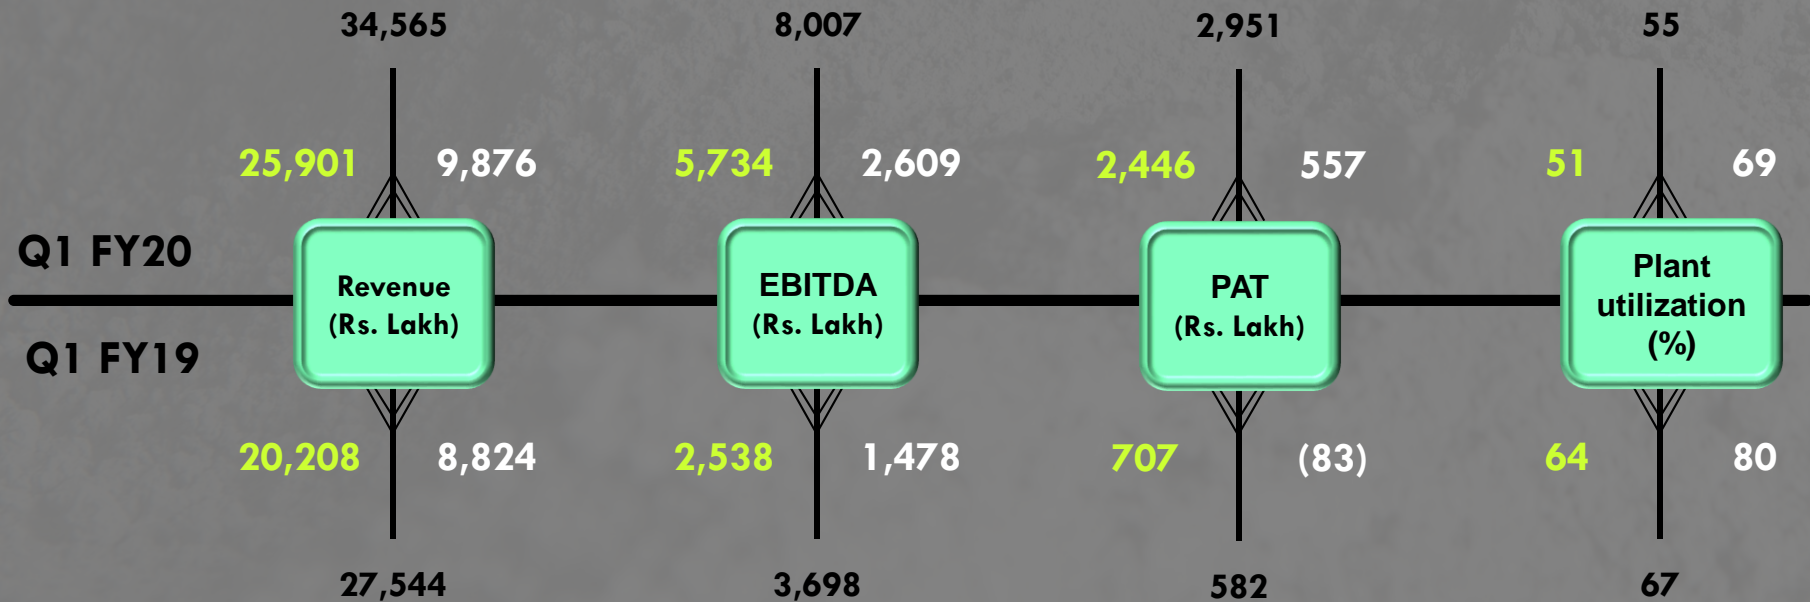 34,565 8,007 2,951 55
25,901 9,876 5,734 2,609 2,446 557 51 69
Q1 FY20
Revenue
(Rs. Lakh)
EBITDA
(Rs. Lakh)
PAT
(Rs. Lakh)
Plant
utilization
(%)
Q1 FY19
20,208 8,824 2,538 1,478 707 (83) 64 80
27,544 3,698 582 67